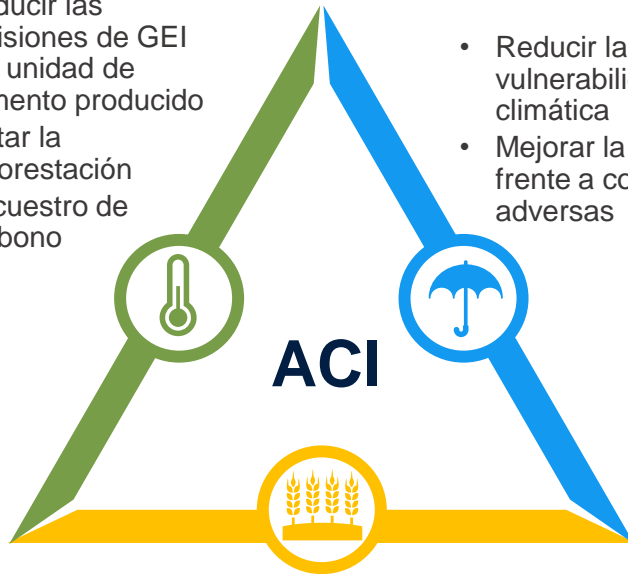 ducir las
isiones de GEI
unidad de
mento producido
tar la
orestación
cuestro de
bono
• Reducir la
vulnerabili
climática
• Mejorar la
frente a co
adversas
ACI